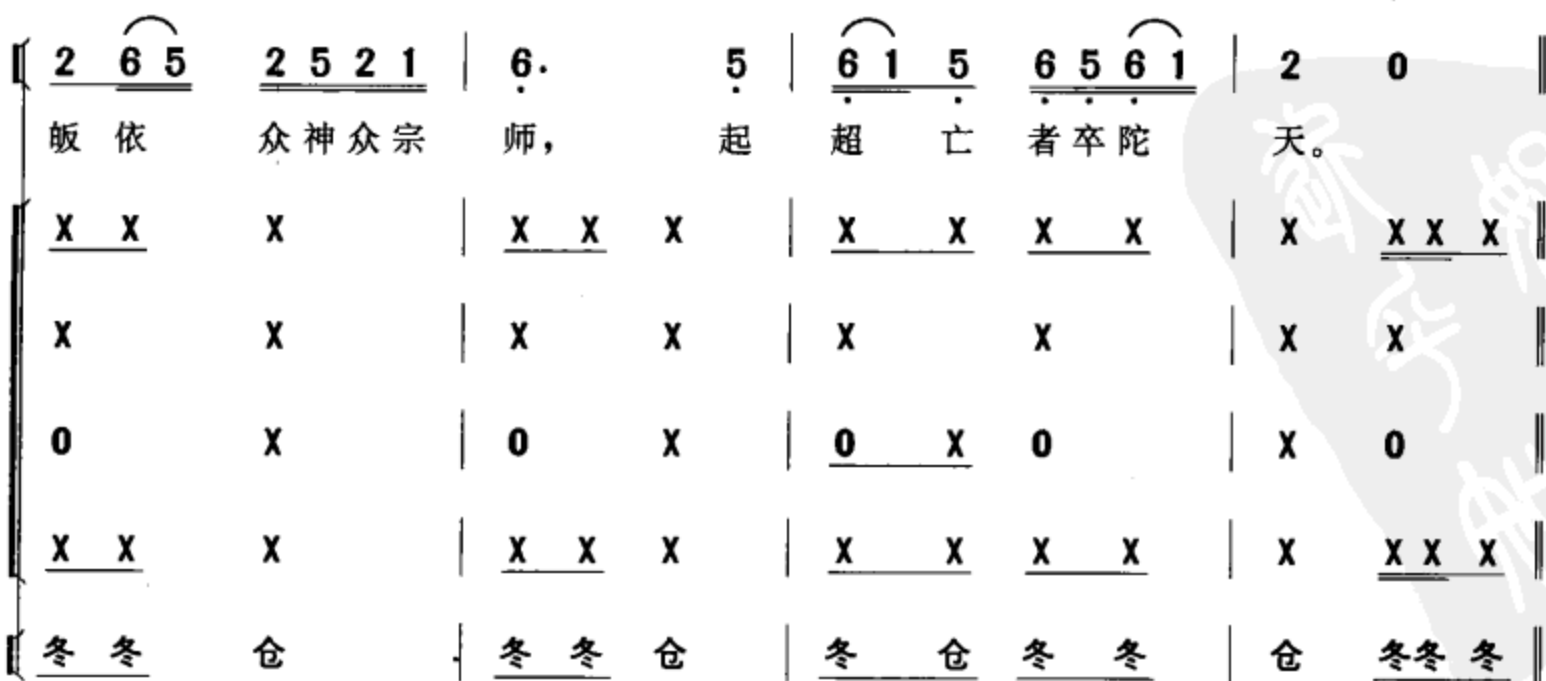 2 6 5 2 5 2 1 | 6. 5 | 6 1 5 6 5 6 1 | 2 0 ‖
皈依 众神众宗 师， 起 超 亡 者卒陀 天。
X X X | X X X | X X X X | X X X X ‖
X X | X X | X X | X X ‖
0 X | 0 X | 0 X 0 | X 0 ‖
X X X | X X X | X X X X | X X X X ‖
冬 冬 仓 | 冬 冬 仓 | 冬 仓 冬 冬 | 仓 冬冬 冬 ‖